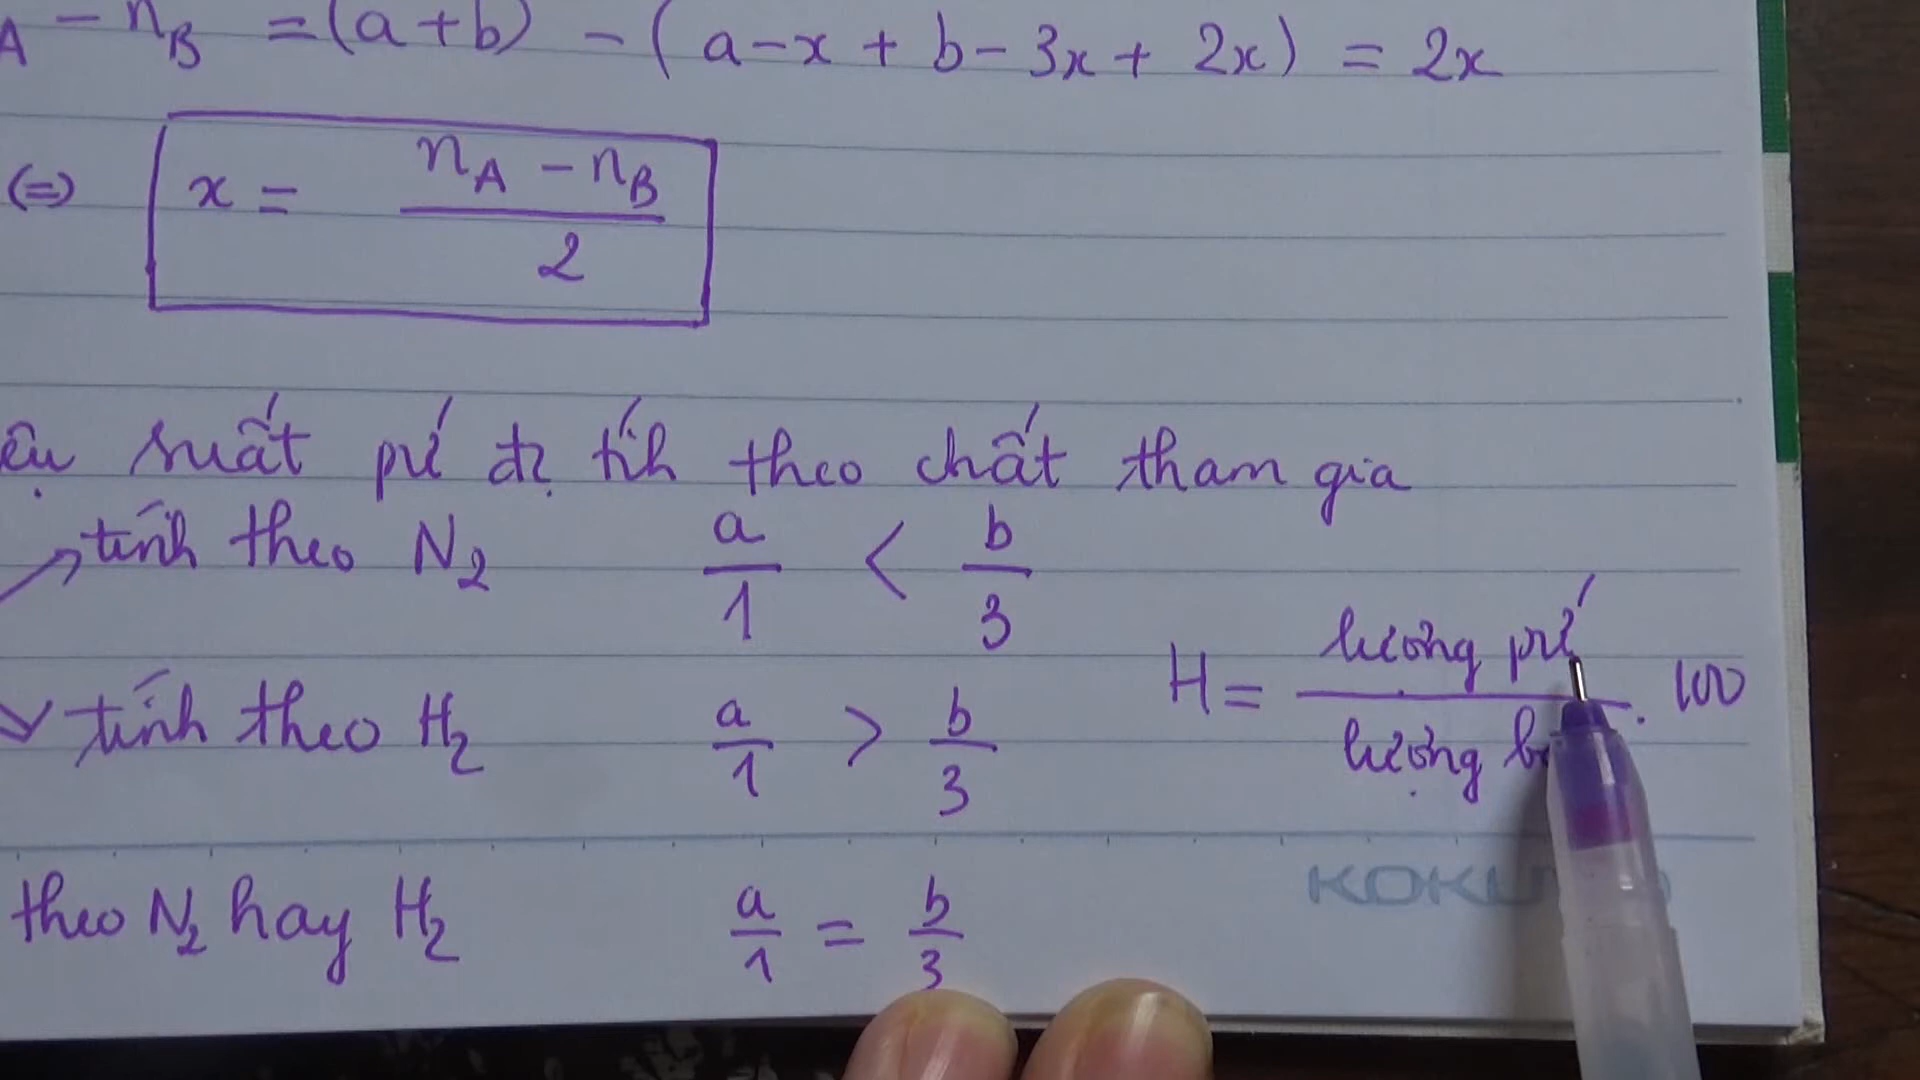 A - nB = (a+b) - (a-x + b-3x + 2x) = 2x
(=) x = nA - nB / 2
ệu suất pứ đc tính theo chất tham gia
tính theo N2 a/1 < b/3
H = lượng pứ / lượng . 100
tính theo H2 a/1 > b/3
KOKU
theo N2 hay H2 a/1 = b/3